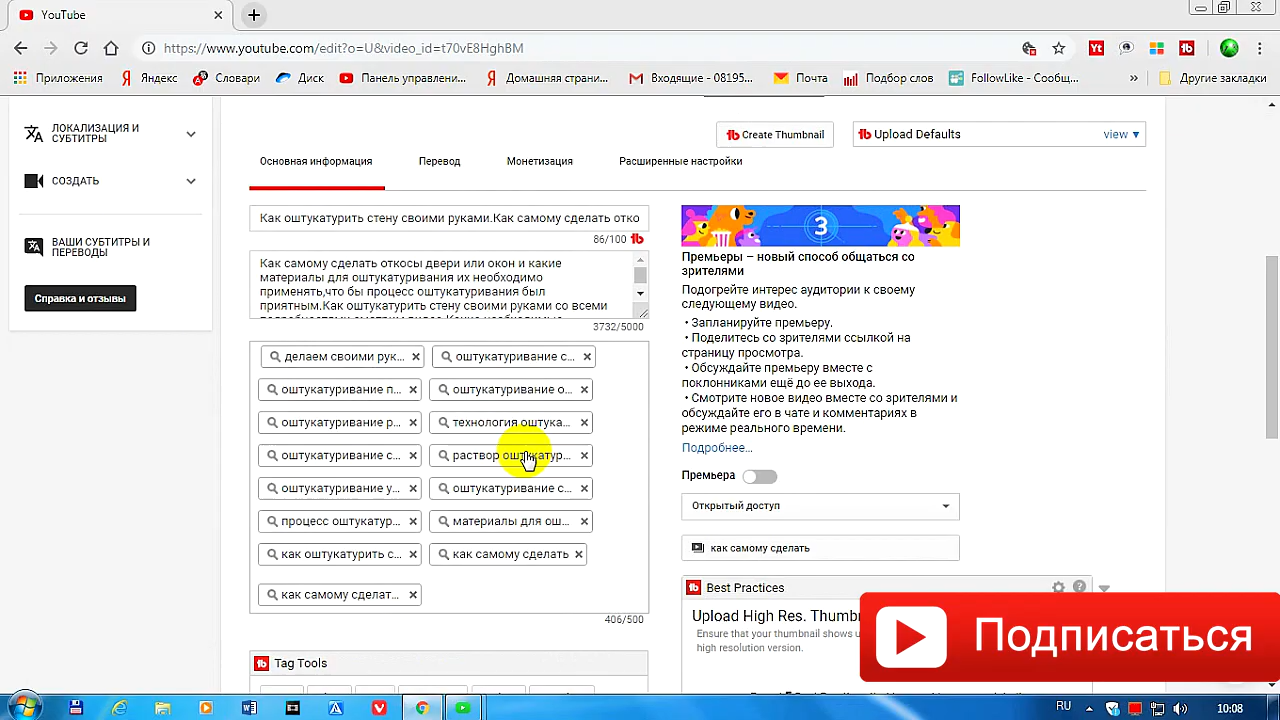 YouTube
https://www.youtube.com/edit?o=U&video_id=t70vE8HghBM
Приложения
Яндекс
Словари
Диск
Панель управлени...
Домашняя страни...
Входящие - 08195...
Почта
Подбор слов
FollowLike - Сообщ...
»
Другие закладки
ЛОКАЛИЗАЦИЯ И
СУБТИТРЫ
СОЗДАТЬ
ВАШИ СУБТИТРЫ И
ПЕРЕВОДЫ
Справка и отзывы
Create Thumbnail
Upload Defaults
view ▼
Основная информация
Перевод
Монетизация
Расширенные настройки
Как оштукатурить стену своими руками.Как самому сделать отко
86/100
Как самому сделать откосы двери или окон и какие
материалы для оштукатуривания их необходимо
применять,что бы процесс оштукатуривания был
приятным.Как оштукатурить стену своими руками со всеми
3732/5000
делаем своими рук...
оштукатуривание с...
оштукатуривание п...
оштукатуривание о...
оштукатуривание р...
технология оштука...
оштукатуривание с...
раствор оштукатур...
оштукатуривание у...
оштукатуривание с...
процесс оштукатур...
материалы для ош...
как оштукатурить с...
как самому сделать
как самому сделат...
406/500
Tag Tools
3
Премьеры – новый способ общаться со
зрителями
Подогрейте интерес аудитории к своему
следующему видео.
• Запланируйте премьеру.
• Поделитесь со зрителями ссылкой на
страницу просмотра.
• Обсуждайте премьеру вместе с
поклонниками ещё до ее выхода.
• Смотрите новое видео вместе со зрителями и
обсуждайте его в чате и комментариях в
режиме реального времени.
Подробнее...
Премьера
Открытый доступ
как самому сделать
Best Practices
Upload High Res. Thumb
Ensure that your thumbnail shows u
high resolution version.
Подписаться
RU
10:08